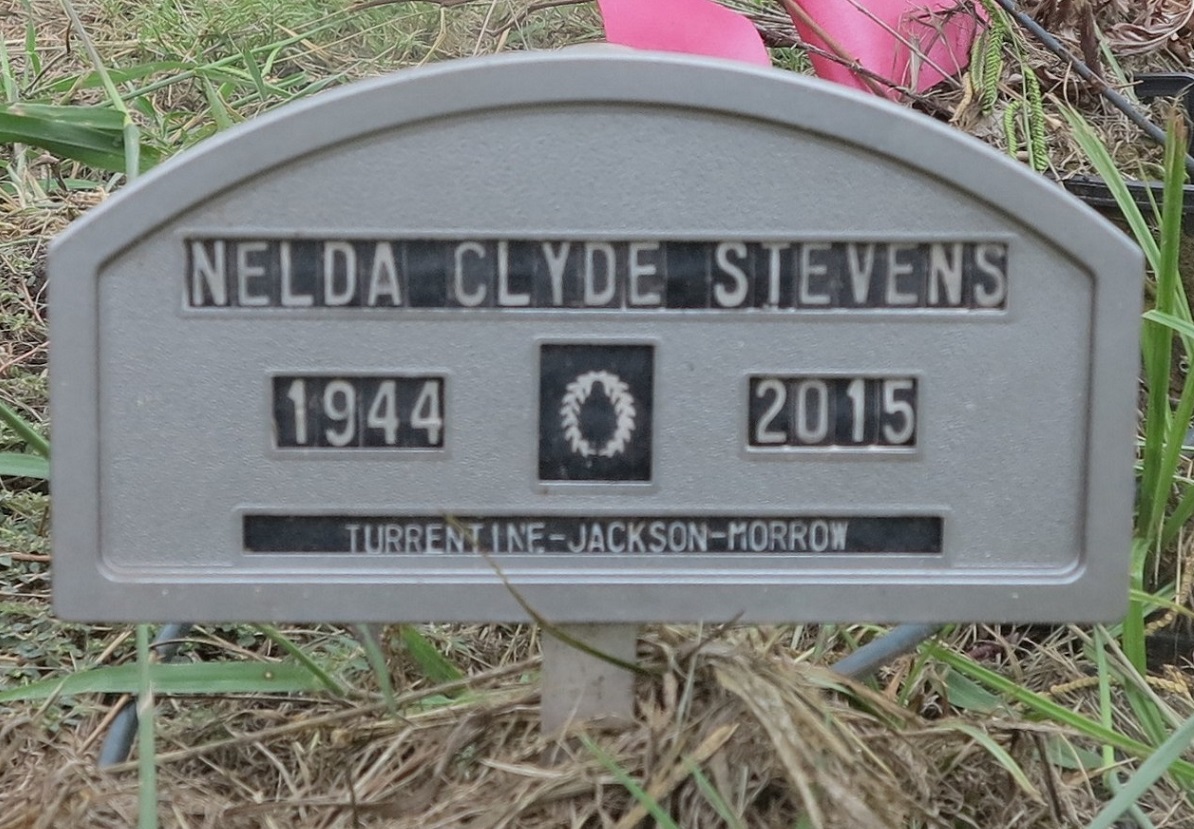 NELDA CLYDE STEVENS
1944 2015
TURRENTINE-JACKSON-MORROW